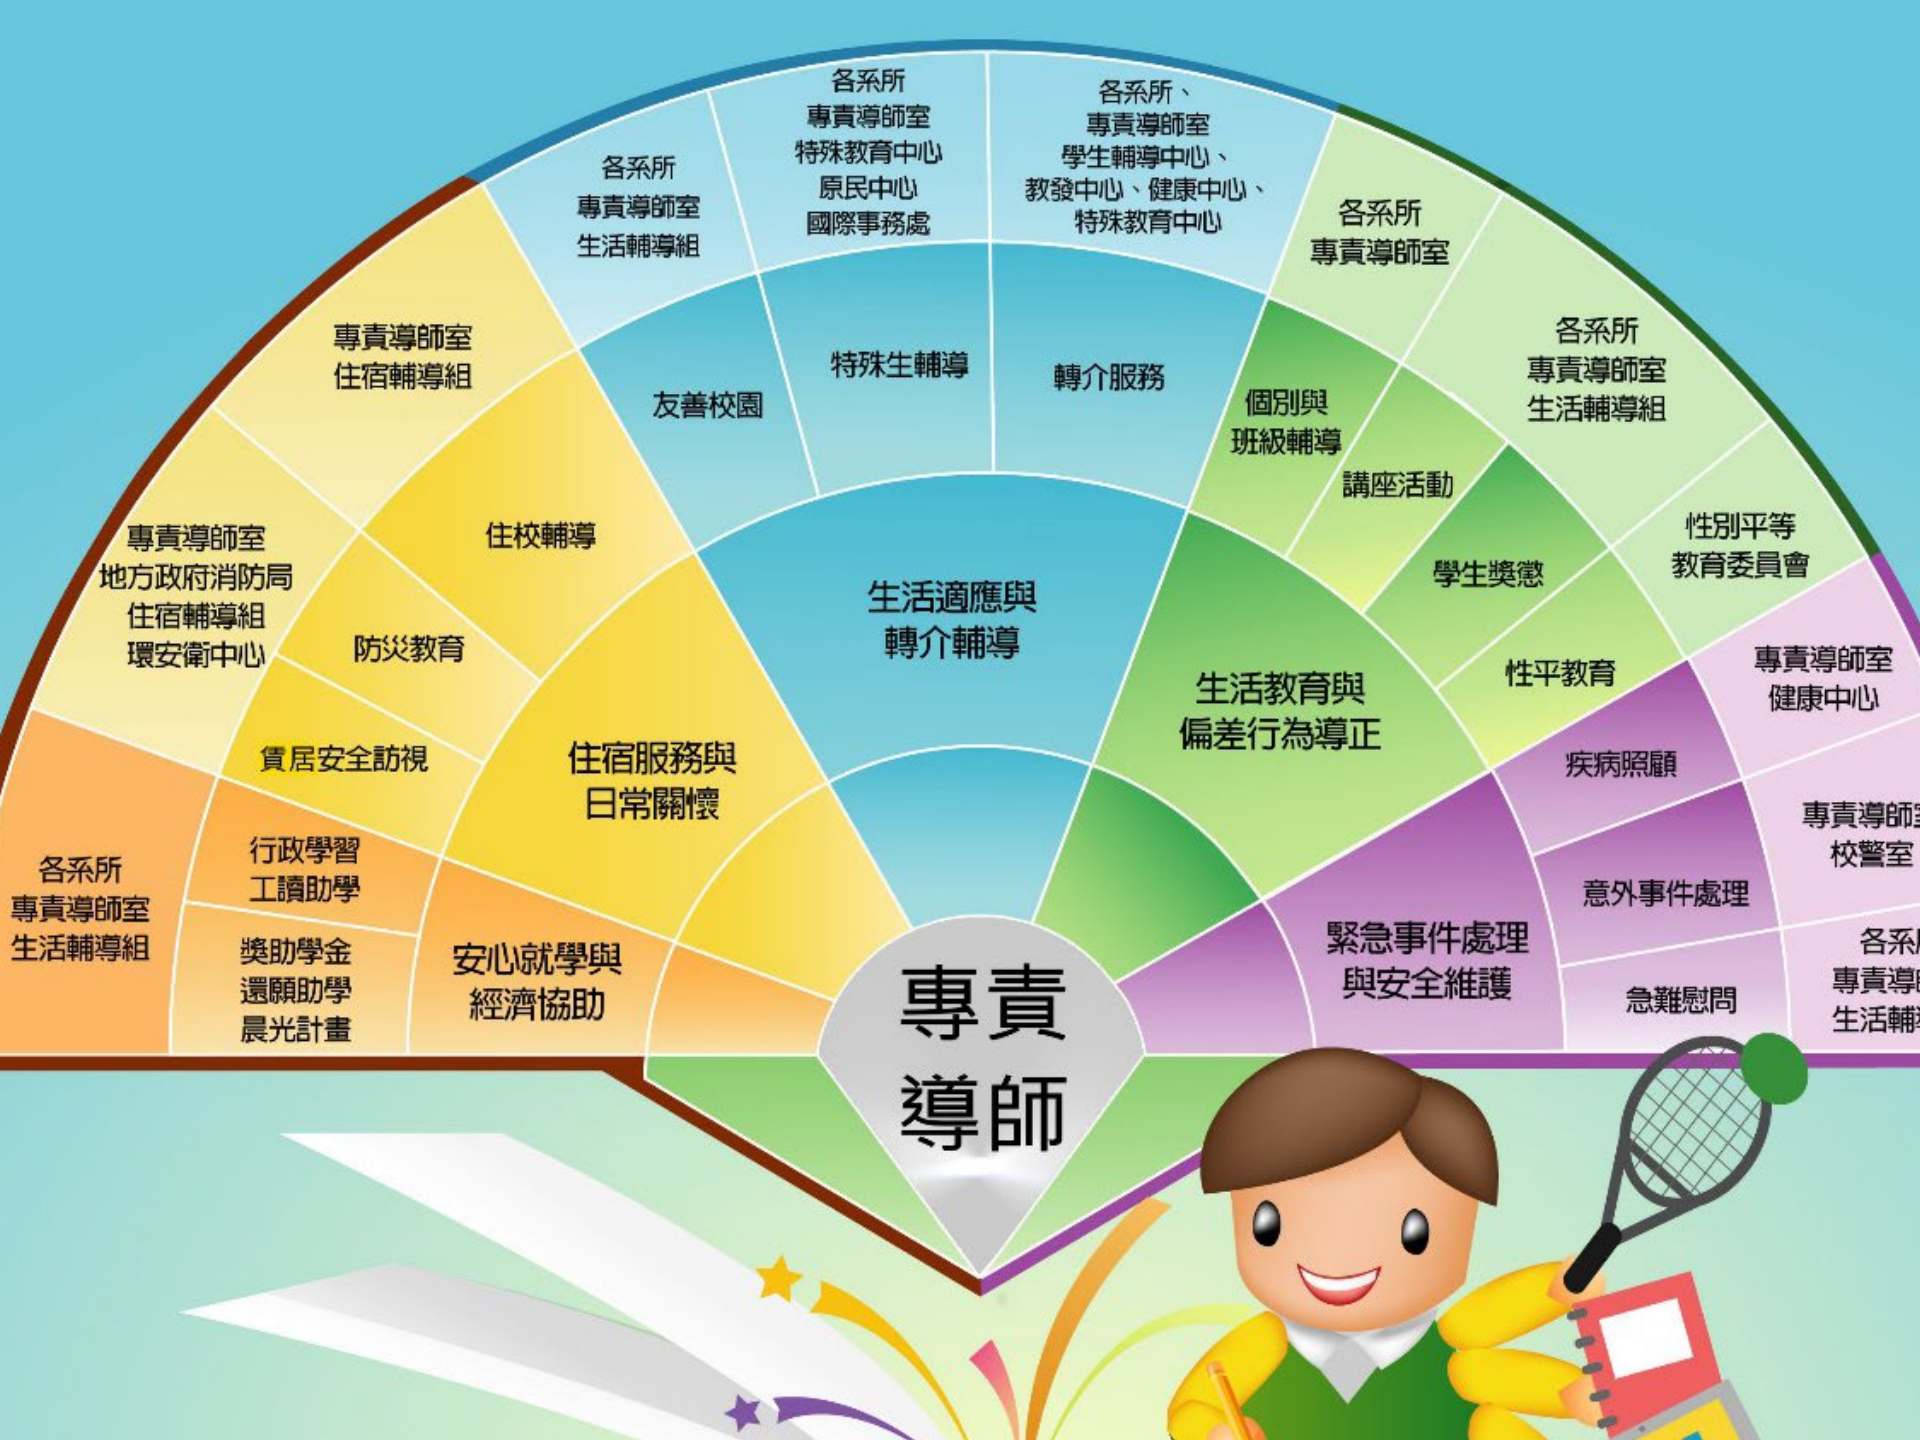 各系所
專責導師室
特殊教育中心
原民中心
國際事務處
各系所、
專責導師室
學生輔導中心、
教發中心、健康中心、
特殊教育中心
各系所
專責導師室
生活輔導組
各系所
專責導師室
專責導師室
住宿輔導組
各系所
專責導師室
生活輔導組
友善校園
特殊生輔導
轉介服務
個別與
班級輔導
講座活動
專責導師室
地方政府消防局
住宿輔導組
環安衛中心
住校輔導
學生獎懲
性別平等
教育委員會
生活適應與
轉介輔導
防災教育
性平教育
專責導師室
健康中心
生活教育與
偏差行為導正
賃居安全訪視
住宿服務與
日常關懷
疾病照顧
專責導師室
校警室
各系所
專責導師室
生活輔導組
行政學習
工讀助學
意外事件處理
獎助學金
還願助學
晨光計畫
安心就學與
經濟協助
緊急事件處理
與安全維護
急難慰問
各系
專責導
生活輔
專責
導師